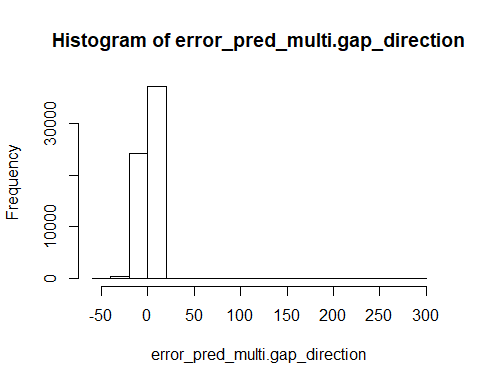 Histogram of error_pred_multi.gap_direction
Frequency
0 10000 30000
-50 0 50 100 150 200 250 300
error_pred_multi.gap_direction